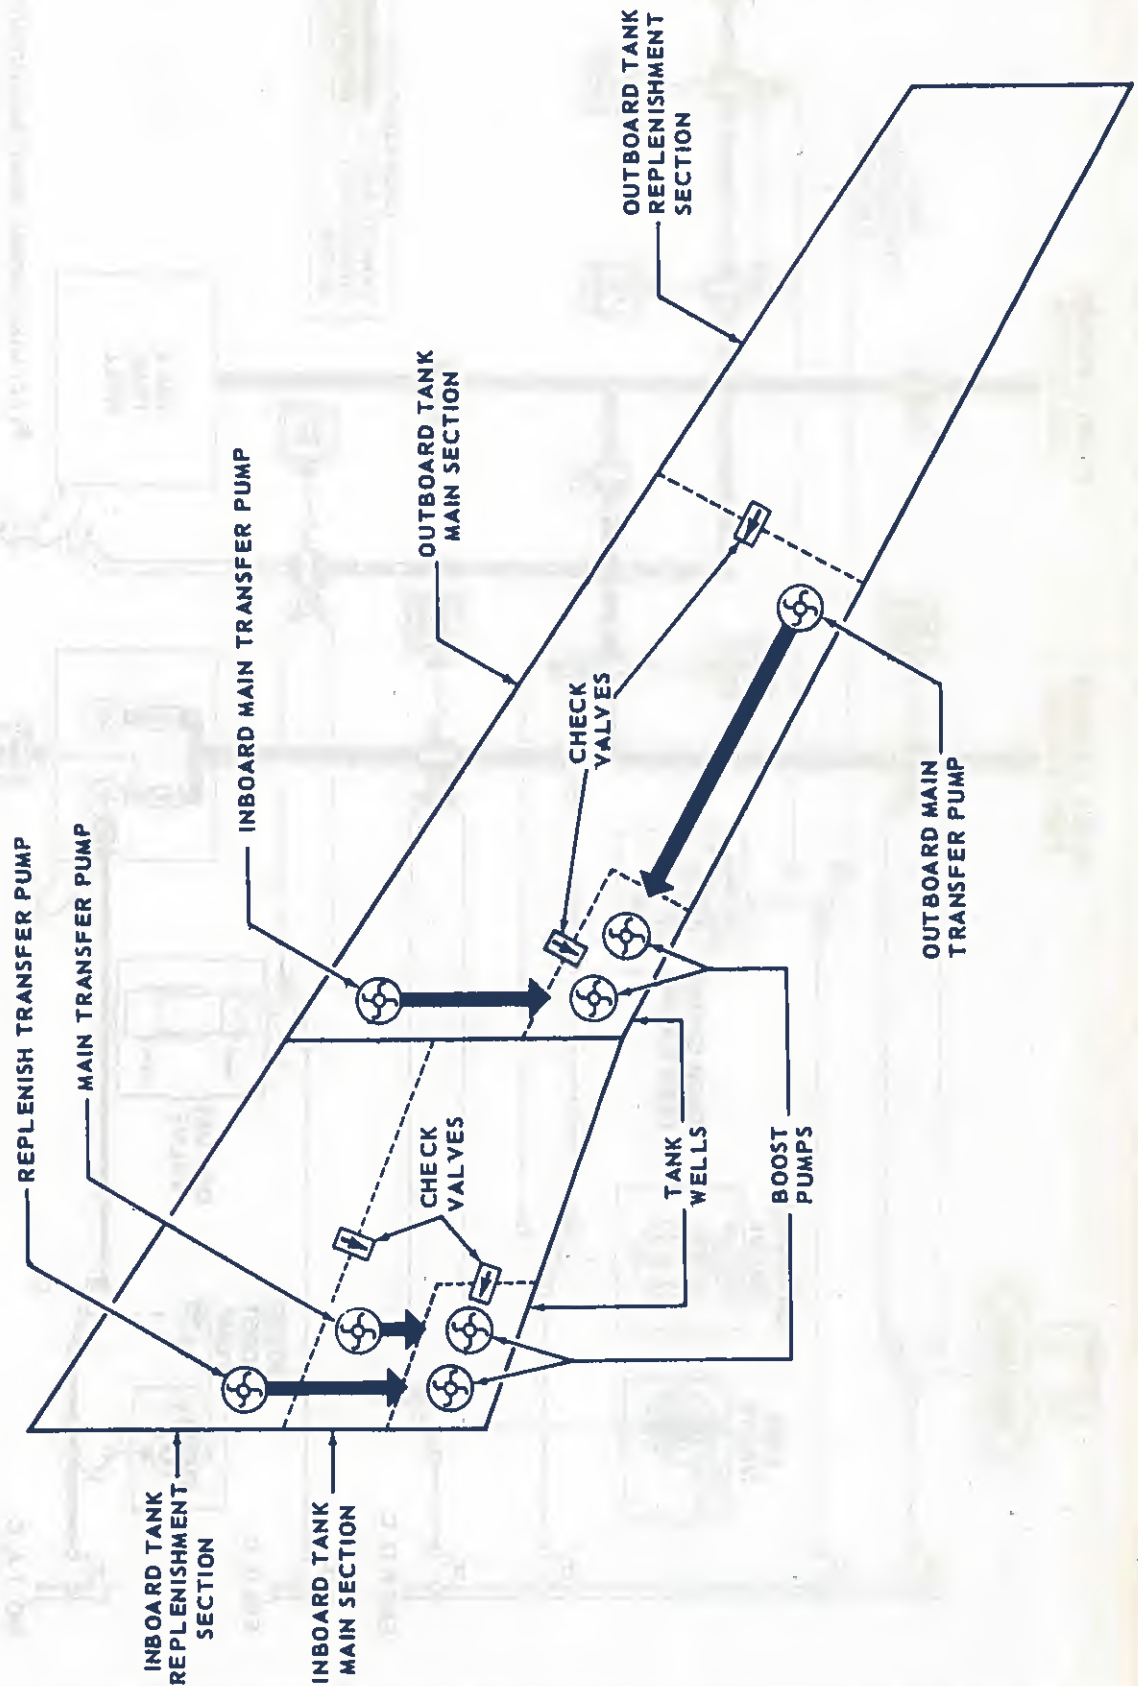 REPLENISH TRANSFER PUMP
MAIN TRANSFER PUMP
INBOARD MAIN TRANSFER PUMP
OUTBOARD TANK
MAIN SECTION
OUTBOARD TANK
REPLENISHMENT
SECTION
INBOARD TANK
REPLENISHMENT
SECTION
INBOARD TANK
MAIN SECTION
CHECK
VALVES
CHECK
VALVES
TANK
WELLS
BOOST
PUMPS
OUTBOARD MAIN
TRANSFER PUMP